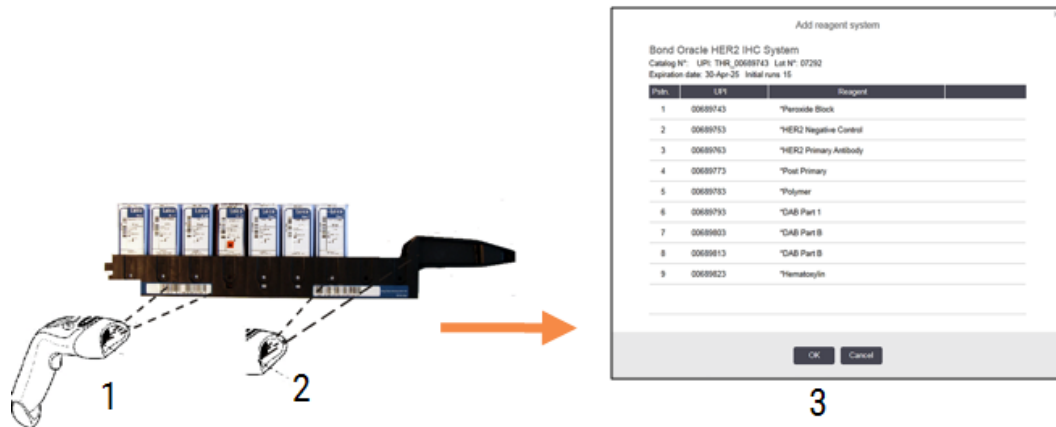 Add reagent system
Bond Oracle HER2 IHC System
Catalog N°: UPI: THR_00689743 Lot N°: 07292
Expiration date: 30-Apr-25 Initial runs 15
Pstn. UPI Reagent
1 00689743 *Peroxide Block
2 00689753 *HER2 Negative Control
3 00689763 *HER2 Primary Antibody
4 00689773 *Post Primary
5 00689783 *Polymer
6 00689793 *DAB Part 1
7 00689803 *DAB Part B
8 00689813 *DAB Part B
9 00689823 *Hematoxylin
OK Cancel
1 2 3